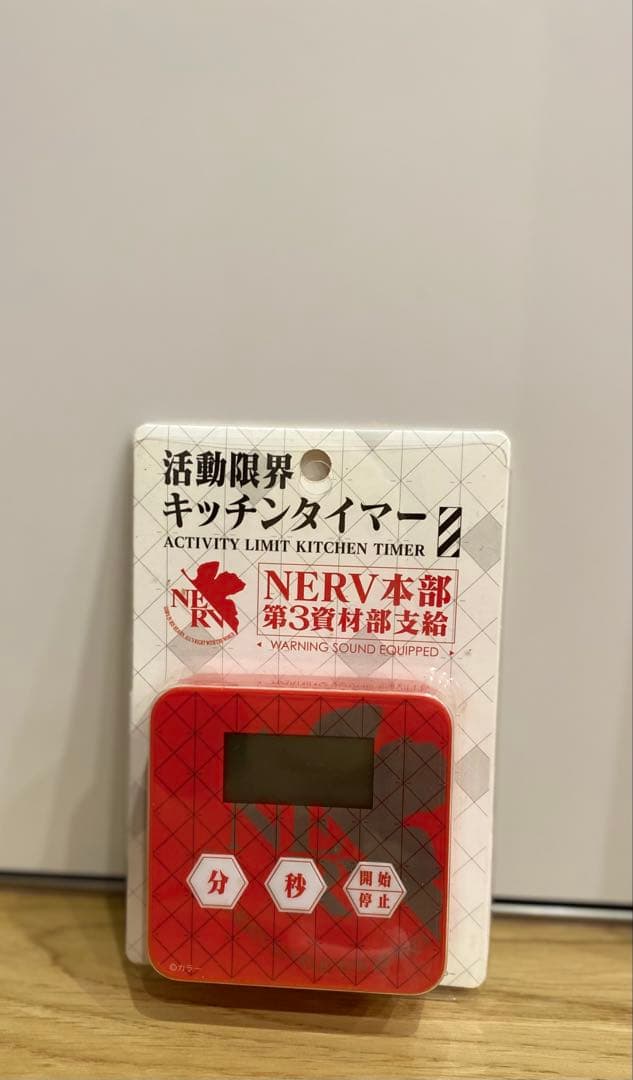 活動限界
キッチンタイマー
ACTIVITY LIMIT KITCHEN TIMER
NERV
NERV本部
第3資材部支給
WARNING SOUND EQUIPPED
NERV
分
秒
開始
停止
©カラー